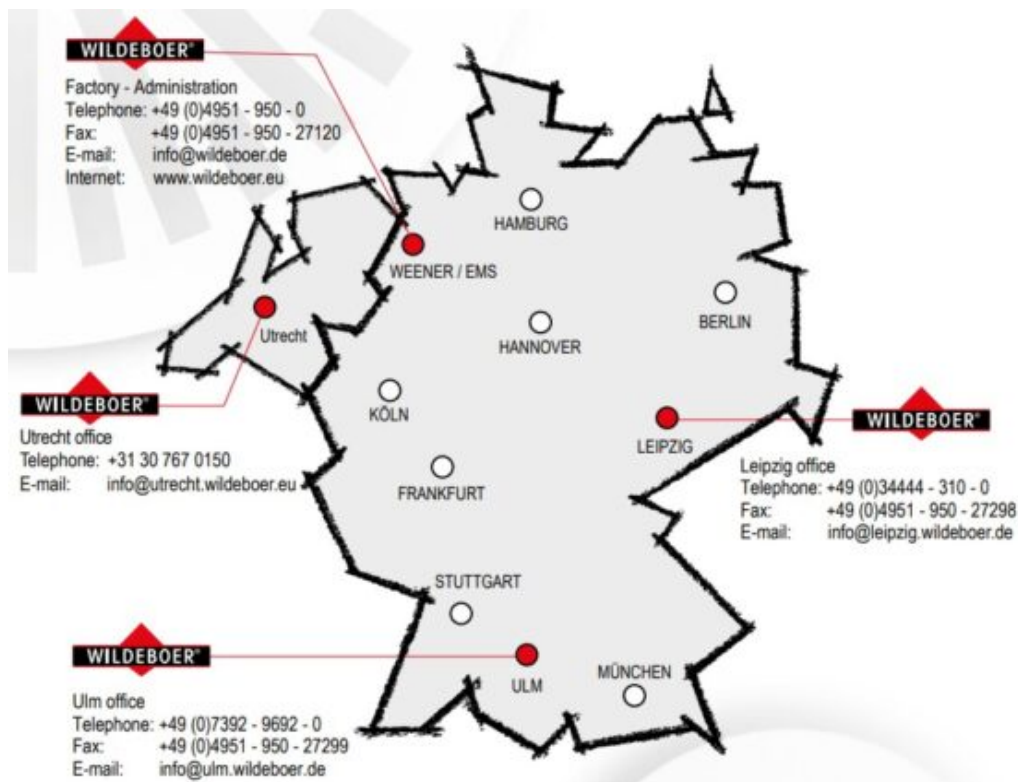 WILDEBOER®
Factory - Administration
Telephone: +49 (0)4951 - 950 - 0
Fax: +49 (0)4951 - 950 - 27120
E-mail: info@wildeboer.de
Internet: www.wildeboer.eu
HAMBURG
WEENER / EMS
BERLIN
Utrecht
HANNOVER
WILDEBOER®
Utrecht office
Telephone: +31 30 767 0150
E-mail: info@utrecht.wildeboer.eu
KÖLN
LEIPZIG
WILDEBOER®
Leipzig office
Telephone: +49 (0)34444 - 310 - 0
Fax: +49 (0)4951 - 950 - 27298
E-mail: info@leipzig.wildeboer.de
FRANKFURT
STUTTGART
WILDEBOER®
Ulm office
Telephone: +49 (0)7392 - 9692 - 0
Fax: +49 (0)4951 - 950 - 27299
E-mail: info@ulm.wildeboer.de
ULM
MÜNCHEN